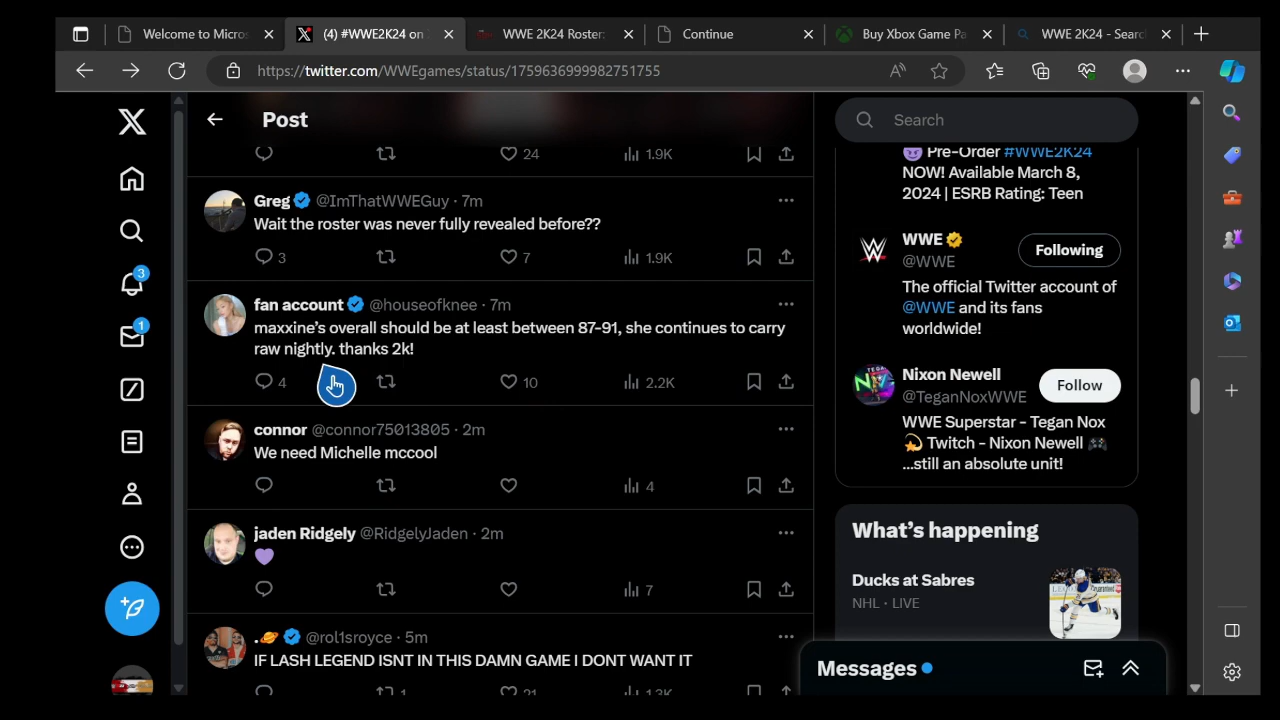 Welcome to Micros
(4) #WWE2K24 on
WWE 2K24 Roster:
Continue
Buy Xbox Game Pa
WWE 2K24 - Searc
https://twitter.com/WWEgames/status/1759636999982751755
Post
Search
24
1.9K
Greg @ImThatWWEGuy · 7m
Wait the roster was never fully revealed before??
3
7
1.9K
fan account @houseofknee · 7m
maxxine's overall should be at least between 87-91, she continues to carry
raw nightly. thanks 2k!
4
10
2.2K
connor @connor75013805 · 2m
We need Michelle mccool
4
jaden Ridgely @RidgelyJaden · 2m
💜
7
.🪐 @rol1sroyce · 5m
IF LASH LEGEND ISNT IN THIS DAMN GAME I DONT WANT IT
1
21
1.3K
3
1
😈 Pre-Order #WWE2K24
NOW! Available March 8,
2024 | ESRB Rating: Teen
WWE
@WWE
Following
The official Twitter account of
@WWE and its fans
worldwide!
Nixon Newell
@TeganNoxWWE
Follow
WWE Superstar - Tegan Nox
💫 Twitch - Nixon Newell 🎮
...still an absolute unit!
What's happening
Ducks at Sabres
NHL · LIVE
Messages